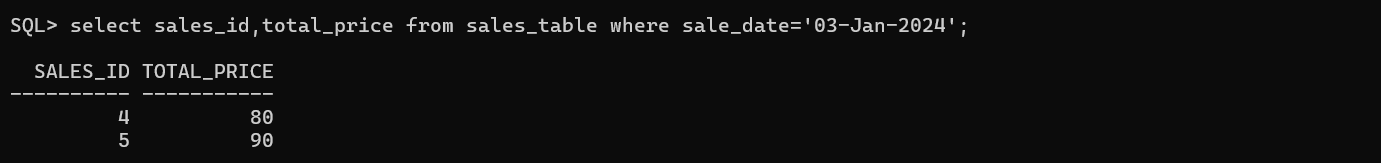 SQL> select sales_id,total_price from sales_table where sale_date='03-Jan-2024';
  SALES_ID TOTAL_PRICE
---------- -----------
         4          80
         5          90